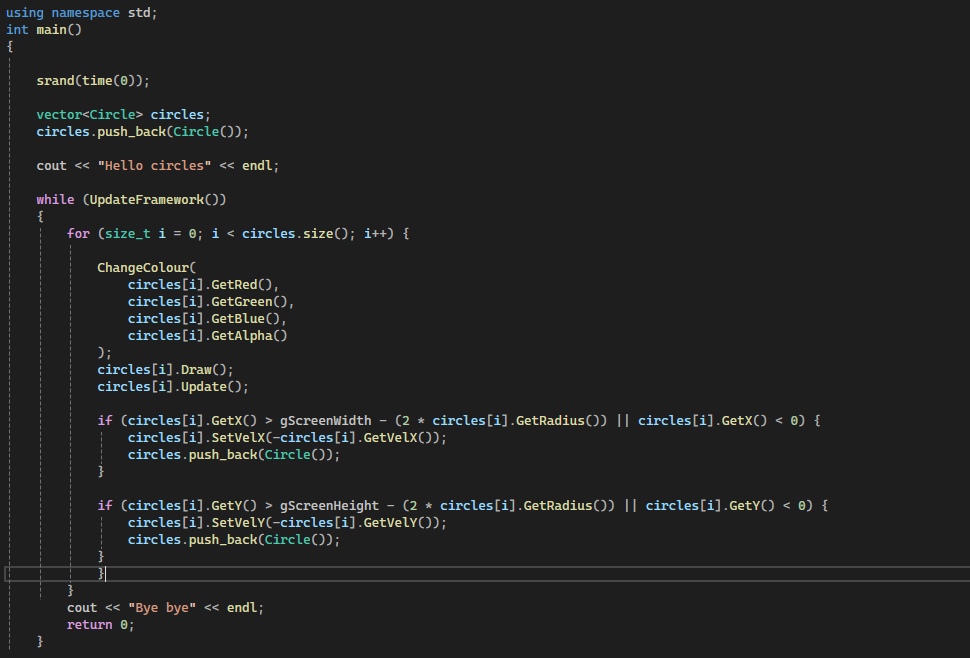 using namespace std;
int main()
{
srand(time(0));
vector<Circle> circles;
circles.push_back(Circle());
cout << "Hello circles" << endl;
while (UpdateFramework())
{
for (size_t i = 0; i < circles.size(); i++) {
ChangeColour(
circles[i].GetRed(),
circles[i].GetGreen(),
circles[i].GetBlue(),
circles[i].GetAlpha()
);
circles[i].Draw();
circles[i].Update();
if (circles[i].GetX() > gScreenWidth - (2 * circles[i].GetRadius()) || circles[i].GetX() < 0) {
circles[i].SetVelX(-circles[i].GetVelX());
circles.push_back(Circle());
}
if (circles[i].GetY() > gScreenHeight - (2 * circles[i].GetRadius()) || circles[i].GetY() < 0) {
circles[i].SetVelY(-circles[i].GetVelY());
circles.push_back(Circle());
}
}
}
cout << "Bye bye" << endl;
return 0;
}